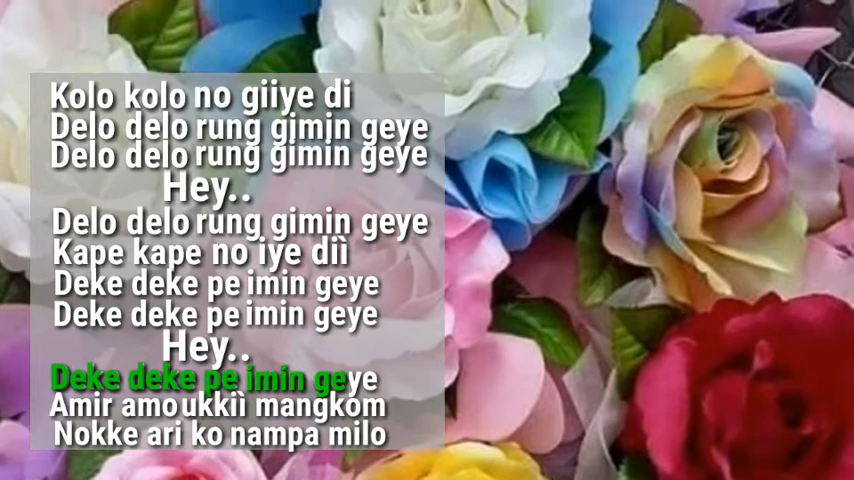 Kolo kolo no giiye di
Delo delo rung gimin geye
Delo delo rung gimin geye
Hey..
Delo delo rung gimin geye
Kape kape no iye diì
Deke deke pe imin geye
Deke deke pe imin geye
Hey..
Deke deke pe imin geye
Amir amo ukkiì mangkom
Nokke ari ko nampa milo